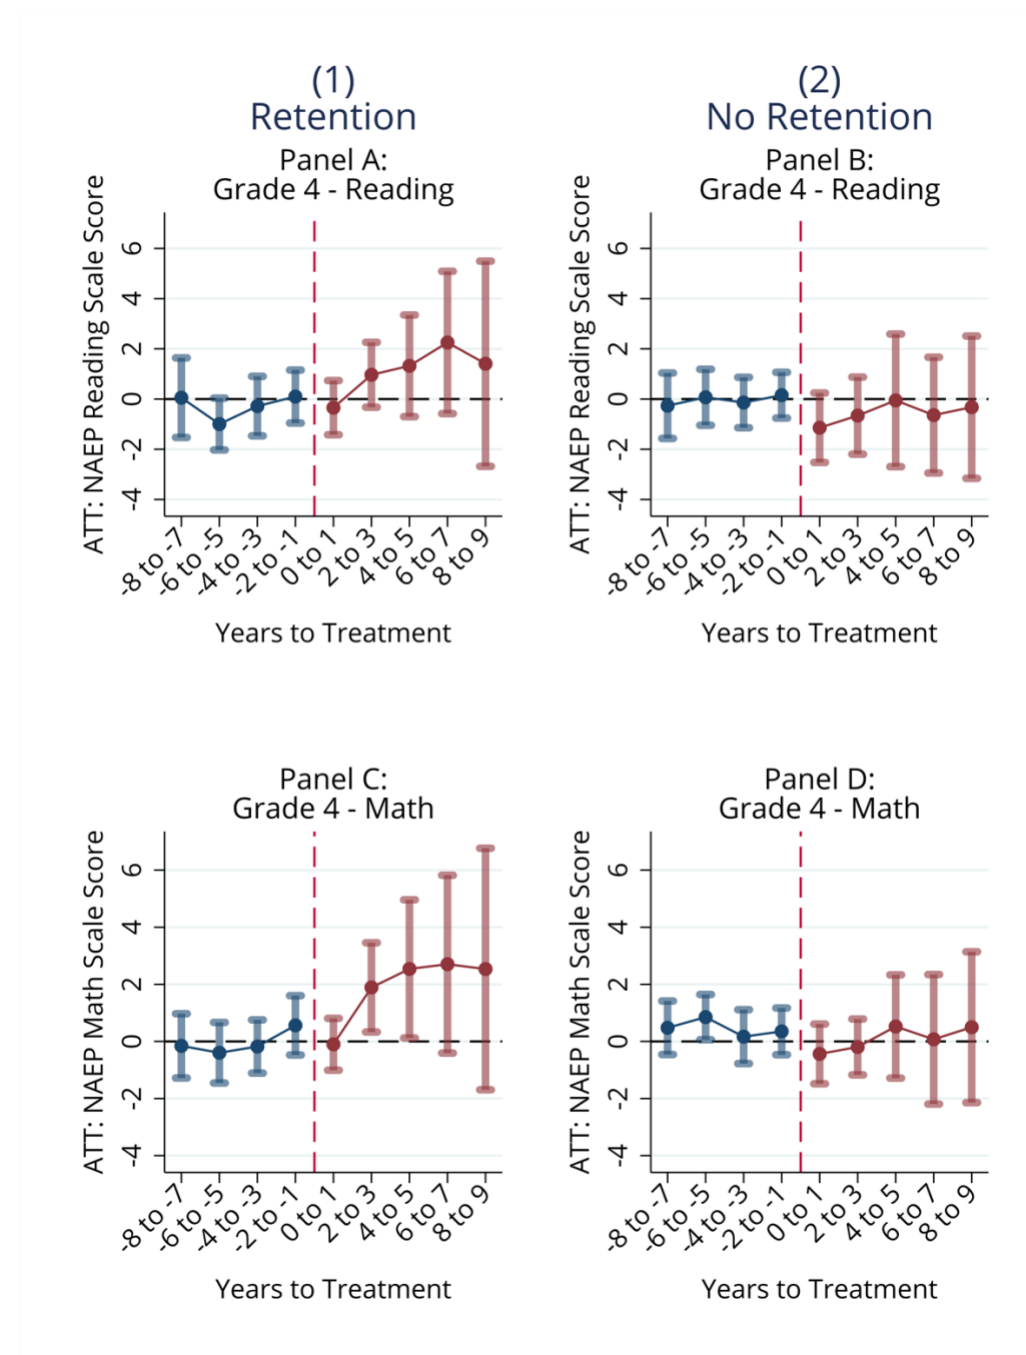 (1)
Retention
(2)
No Retention
Panel A:
Grade 4 - Reading
ATT: NAEP Reading Scale Score
6
4
2
0
-2
-4
-8 to -7
-6 to -5
-4 to -3
-2 to -1
0 to 1
2 to 3
4 to 5
6 to 7
8 to 9
Years to Treatment
Panel B:
Grade 4 - Reading
ATT: NAEP Reading Scale Score
6
4
2
0
-2
-4
-8 to -7
-6 to -5
-4 to -3
-2 to -1
0 to 1
2 to 3
4 to 5
6 to 7
8 to 9
Years to Treatment
Panel C:
Grade 4 - Math
ATT: NAEP Math Scale Score
6
4
2
0
-2
-4
-8 to -7
-6 to -5
-4 to -3
-2 to -1
0 to 1
2 to 3
4 to 5
6 to 7
8 to 9
Years to Treatment
Panel D:
Grade 4 - Math
ATT: NAEP Math Scale Score
6
4
2
0
-2
-4
-8 to -7
-6 to -5
-4 to -3
-2 to -1
0 to 1
2 to 3
4 to 5
6 to 7
8 to 9
Years to Treatment